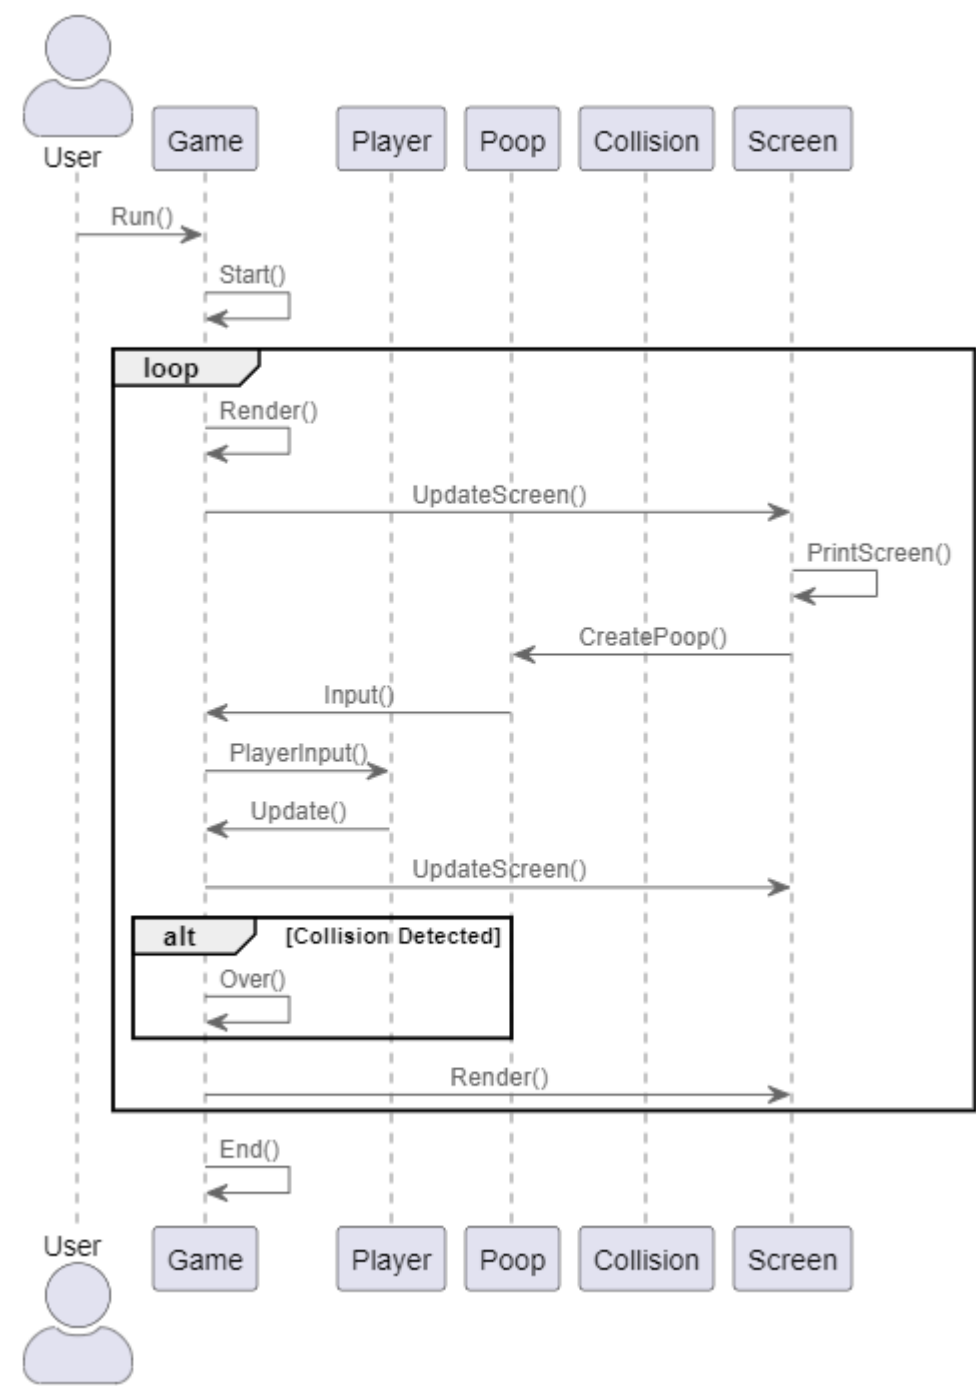 User
Game
Player
Poop
Collision
Screen
Run()
Start()
loop
Render()
UpdateScreen()
PrintScreen()
CreatePoop()
Input()
PlayerInput()
Update()
UpdateScreen()
alt [Collision Detected]
Over()
Render()
End()
User
Game
Player
Poop
Collision
Screen